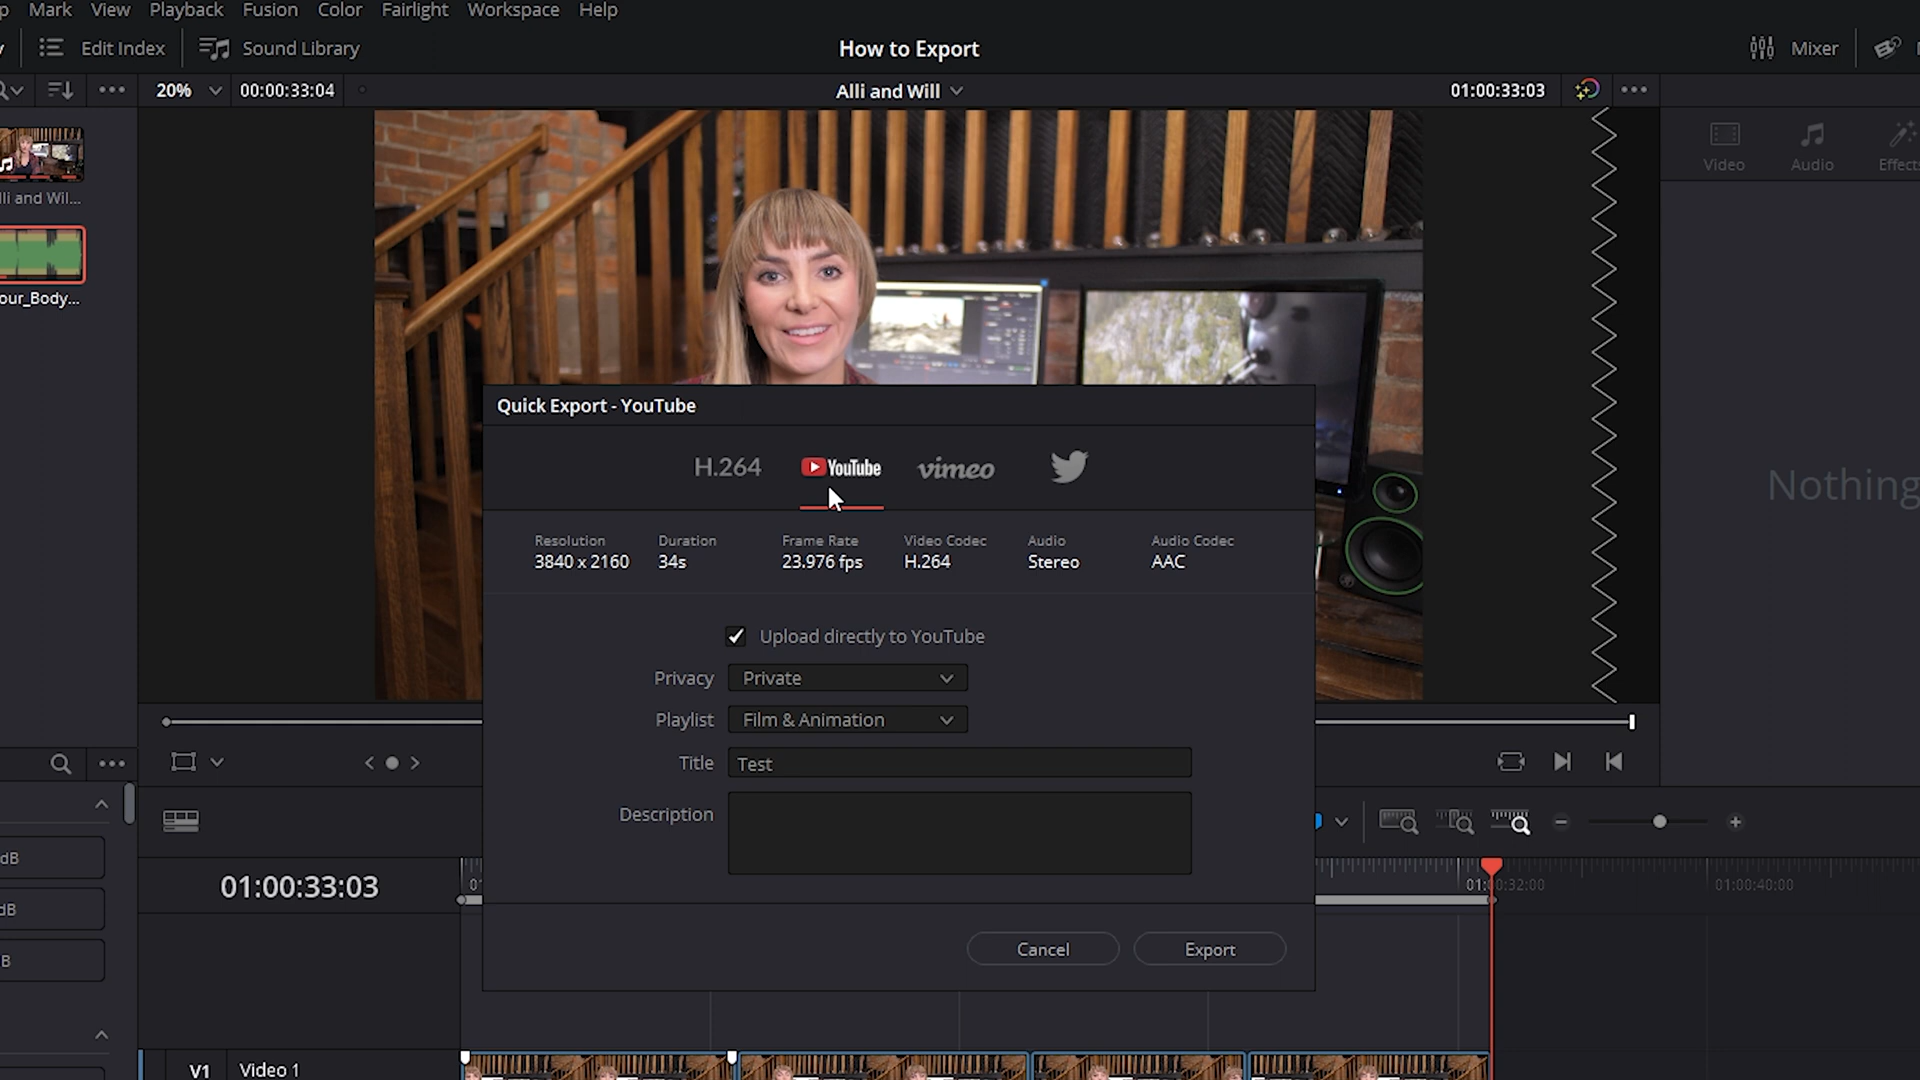 Mark View Playback Fusion Color Fairlight Workspace Help
Edit Index Sound Library How to Export Mixer
20% 00:00:33:04 Alli and Will 01:00:33:03
Video Audio Effects
lli and Wil...
our_Body...
Nothing
Quick Export - YouTube
H.264 YouTube vimeo
Resolution Duration Frame Rate Video Codec Audio Audio Codec
3840 x 2160 34s 23.976 fps H.264 Stereo AAC
Upload directly to YouTube
Privacy Private
Playlist Film & Animation
Title Test
Description
Cancel Export
dB
dB
B
01:00:33:03
01:00:32:00 01:00:40:00
V1 Video 1